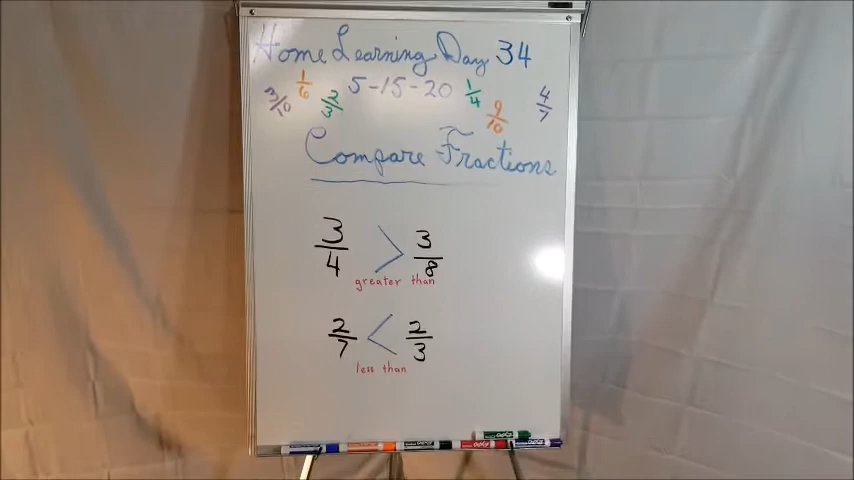 Home Learning Day 34
5-15-20
3/10 1/6 2/3 1/4 9/10 4/7
Compare Fractions
3/4 > 3/8
greater than
2/7 < 2/3
less than